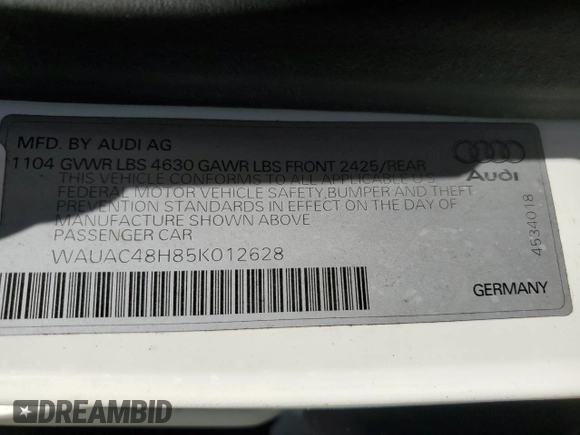 MFD. BY AUDI AG
1104 GVWR LBS 4630 GAWR LBS FRONT 2425/REAR
THIS VEHICLE CONFORMS TO ALL APPLICABLE U.S.
FEDERAL MOTOR VEHICLE SAFETY, BUMPER AND THEFT
PREVENTION STANDARDS IN EFFECT ON THE DAY OF
MANUFACTURE SHOWN ABOVE
PASSENGER CAR
WAUAC48H85K012628
Audi
4534018
GERMANY
DREAMBID